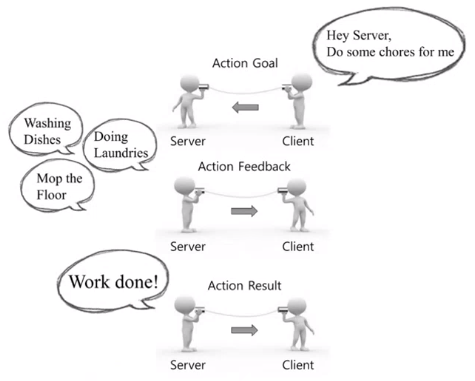 Hey Server,
Do some chores for me
Action Goal
Server
Client
Washing
Dishes
Doing
Laundries
Mop the
Floor
Action Feedback
Server
Client
Work done!
Action Result
Server
Client